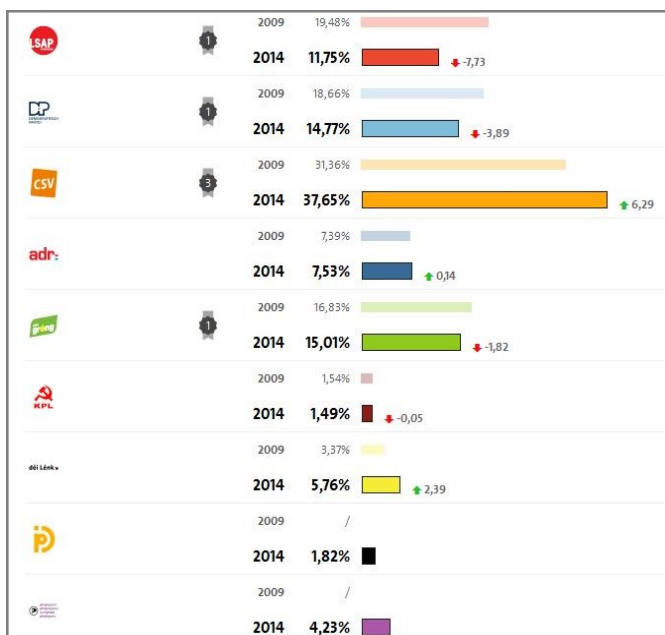 2009 19,48%
LSAP 1
2014 11,75% -7,73
2009 18,66%
DP 1
2014 14,77% -3,89
2009 31,36%
CSV 3
2014 37,65% 6,29
2009 7,39%
adr:
2014 7,53% 0,14
2009 16,83%
gréng 1
2014 15,01% -1,82
2009 1,54%
KPL
2014 1,49% -0,05
2009 3,37%
déi Lénk
2014 5,76% 2,39
2009 /
2014 1,82%
2009 /
2014 4,23%